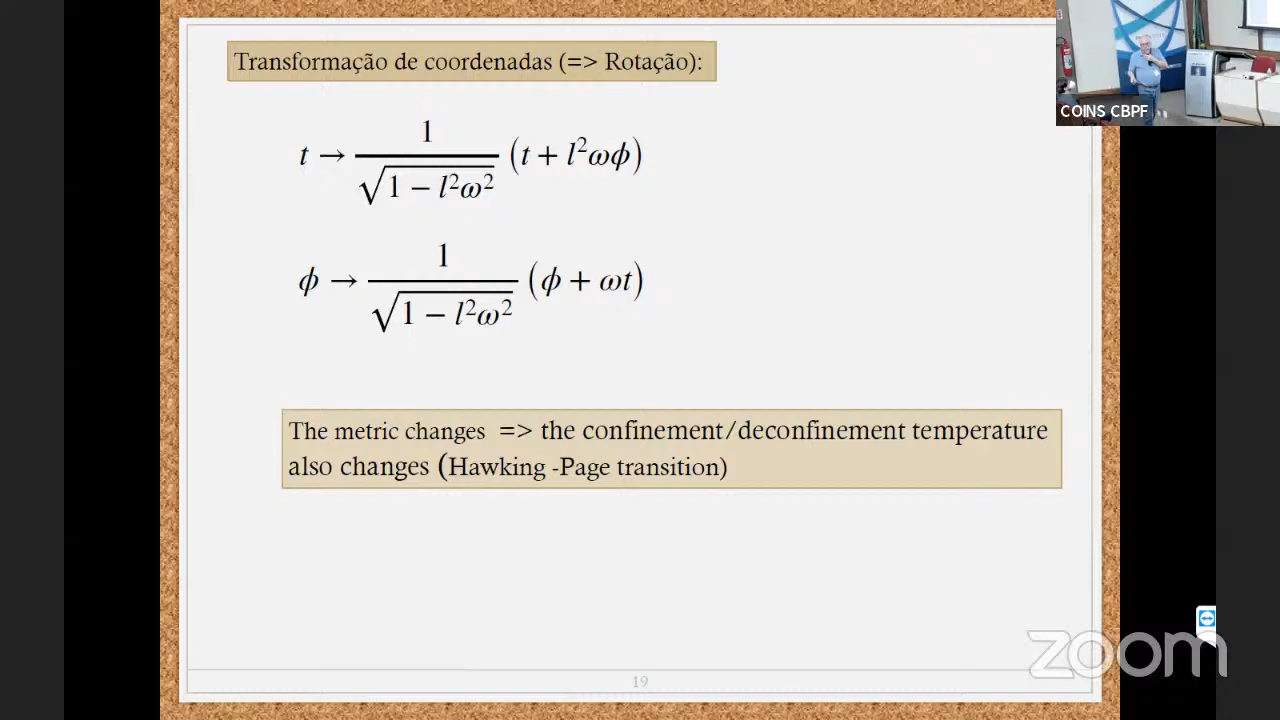 Transformação de coordenadas (=> Rotação):
COINS CBPF
t → 1/√(1 − l²ω²) (t + l²ωϕ)
ϕ → 1/√(1 − l²ω²) (ϕ + ωt)
The metric changes => the confinement/deconfinement temperature
also changes (Hawking -Page transition)
zoom
19